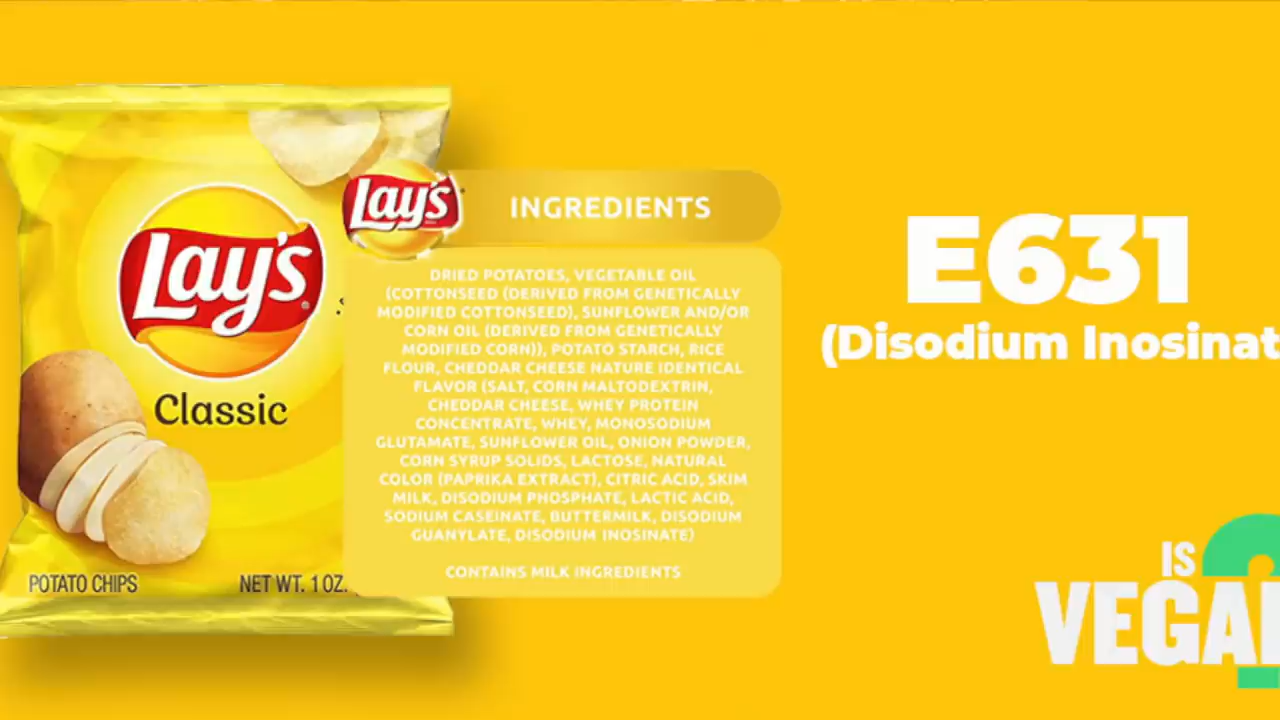 Lay's
Classic
POTATO CHIPS
NET WT. 1 OZ.
Lay's
INGREDIENTS
DRIED POTATOES, VEGETABLE OIL
(COTTONSEED (DERIVED FROM GENETICALLY
MODIFIED COTTONSEED), SUNFLOWER AND/OR
CORN OIL (DERIVED FROM GENETICALLY
MODIFIED CORN)), POTATO STARCH, RICE
FLOUR, CHEDDAR CHEESE NATURE IDENTICAL
FLAVOR (SALT, CORN MALTODEXTRIN,
CHEDDAR CHEESE, WHEY PROTEIN
CONCENTRATE, WHEY, MONOSODIUM
GLUTAMATE, SUNFLOWER OIL, ONION POWDER,
CORN SYRUP SOLIDS, LACTOSE, NATURAL
COLOR (PAPRIKA EXTRACT), CITRIC ACID, SKIM
MILK, DISODIUM PHOSPHATE, LACTIC ACID,
SODIUM CASEINATE, BUTTERMILK, DISODIUM
GUANYLATE, DISODIUM INOSINATE)
CONTAINS MILK INGREDIENTS
E631
(Disodium Inosinat
IS
VEGAN